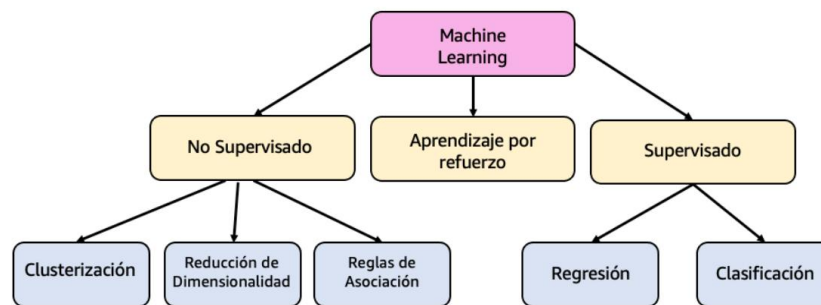 Machine
Learning
No Supervisado
Aprendizaje por
refuerzo
Supervisado
Clusterización
Reducción de
Dimensionalidad
Reglas de
Asociación
Regresión
Clasificación